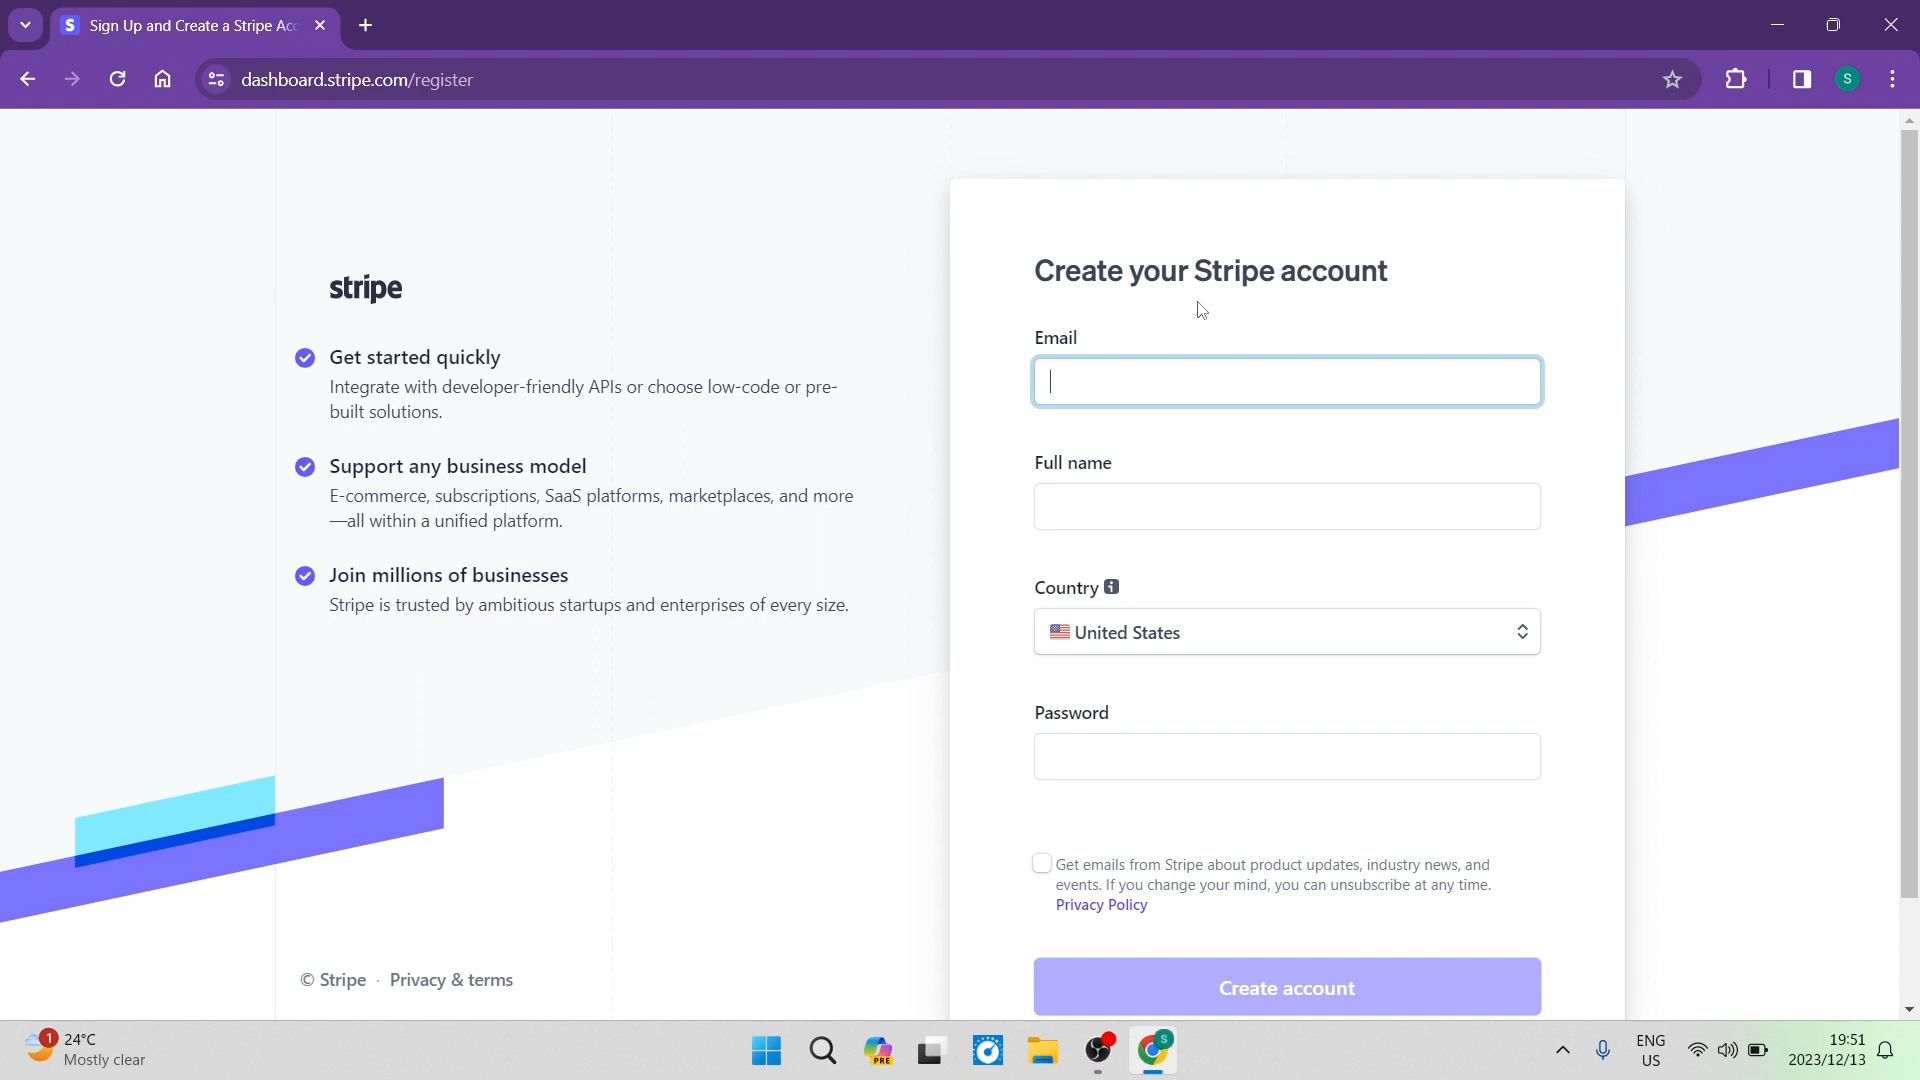 Sign Up and Create a Stripe Acc
dashboard.stripe.com/register
S
stripe
Get started quickly
Integrate with developer-friendly APIs or choose low-code or pre-
built solutions.
Support any business model
E-commerce, subscriptions, SaaS platforms, marketplaces, and more
—all within a unified platform.
Join millions of businesses
Stripe is trusted by ambitious startups and enterprises of every size.
© Stripe · Privacy & terms
Create your Stripe account
Email
Full name
Country
United States
Password
Get emails from Stripe about product updates, industry news, and
events. If you change your mind, you can unsubscribe at any time.
Privacy Policy
Create account
1
24°C
Mostly clear
PRE
S
ENG
US
19:51
2023/12/13